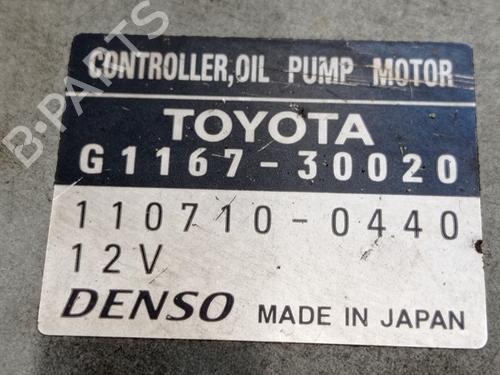 CONTROLLER,OIL PUMP MOTOR
TOYOTA
G1167-30020
110710-0440
12V
DENSO MADE IN JAPAN
B-PARTS